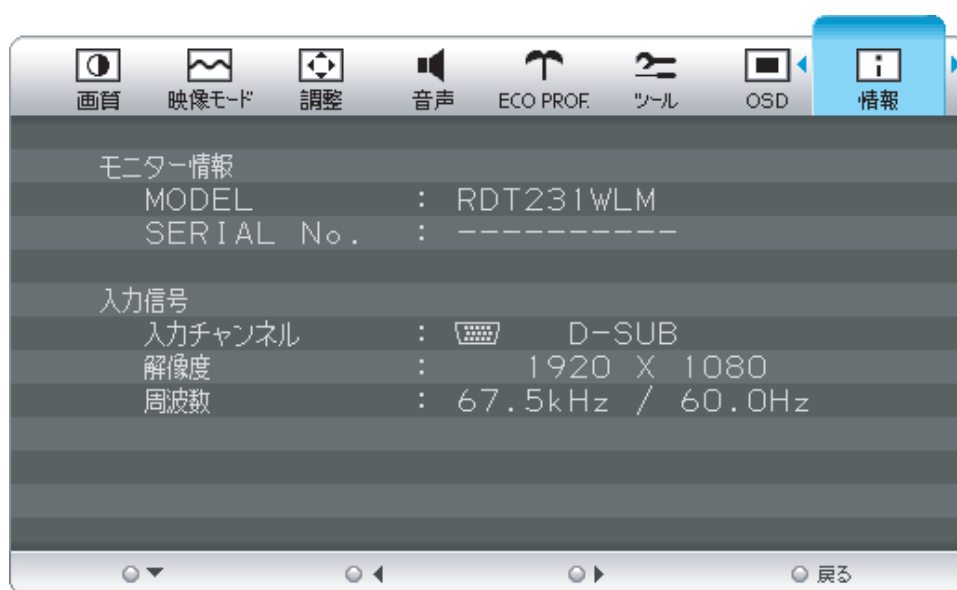 画質 映像モード 調整 音声 ECO PROF. ツール OSD 情報
モニター情報
MODEL : RDT231WLM
SERIAL No. : ----------
入力信号
入力チャンネル : D-SUB
解像度 : 1920 X 1080
周波数 : 67.5kHz / 60.0Hz
戻る